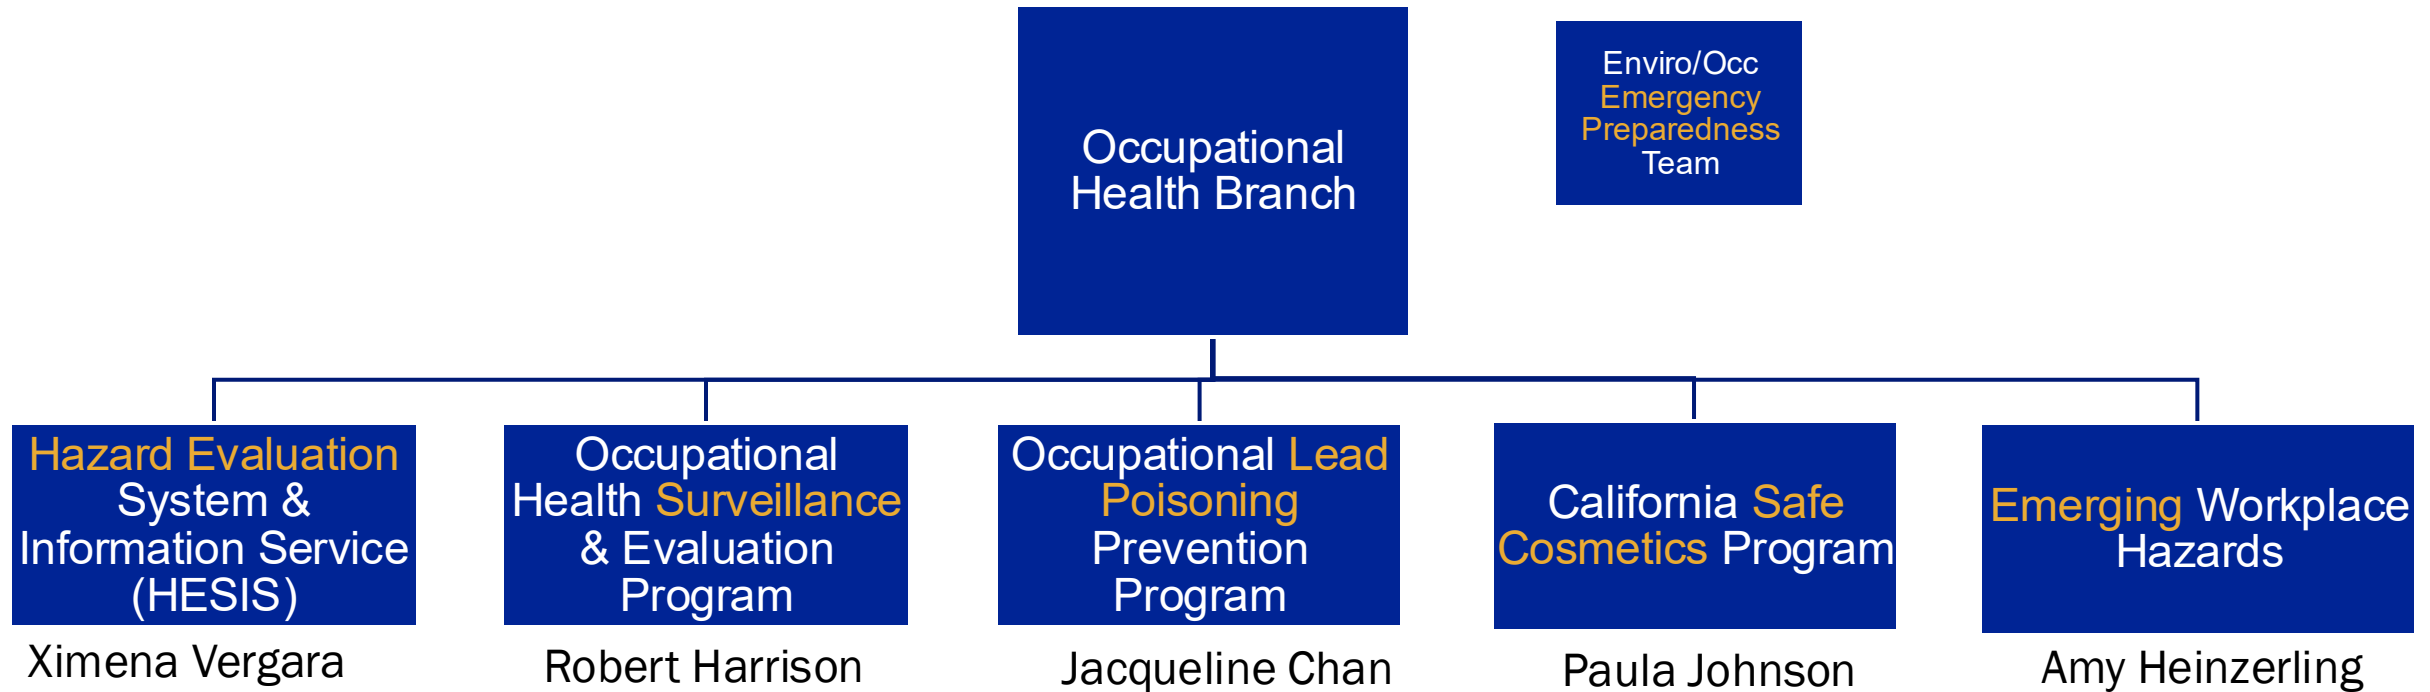 Occupational
Health Branch
Enviro/Occ
Emergency
Preparedness
Team
Hazard Evaluation
System &
Information Service
(HESIS)
Ximena Vergara
Occupational
Health Surveillance
& Evaluation
Program
Robert Harrison
Occupational Lead
Poisoning
Prevention
Program
Jacqueline Chan
California Safe
Cosmetics Program
Paula Johnson
Emerging Workplace
Hazards
Amy Heinzerling